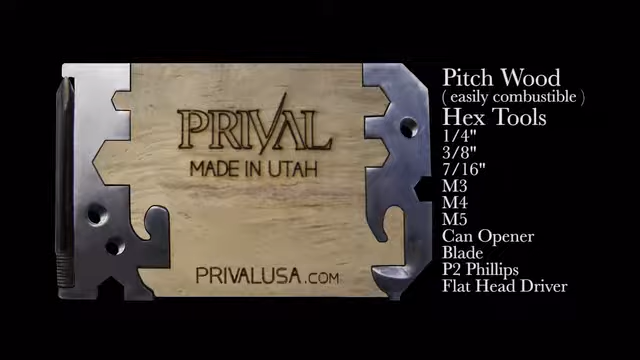 PRIVAL
MADE IN UTAH
PRIVALUSA.COM
Pitch Wood
( easily combustible )
Hex Tools
1/4"
3/8"
7/16"
M3
M4
M5
Can Opener
Blade
P2 Phillips
Flat Head Driver